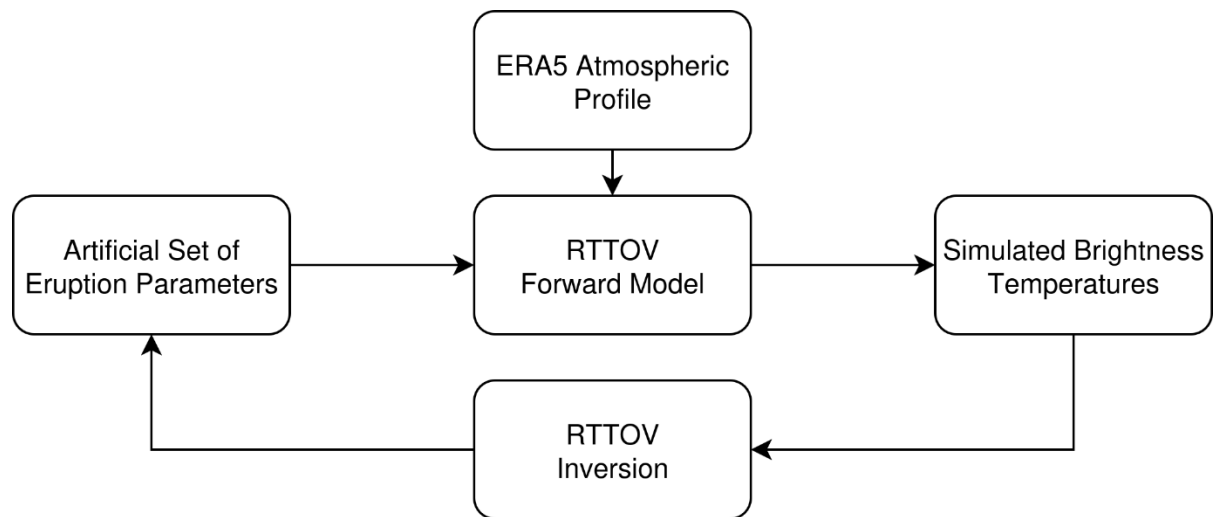 ERA5 Atmospheric
Profile
Artificial Set of
Eruption Parameters
RTTOV
Forward Model
Simulated Brightness
Temperatures
RTTOV
Inversion